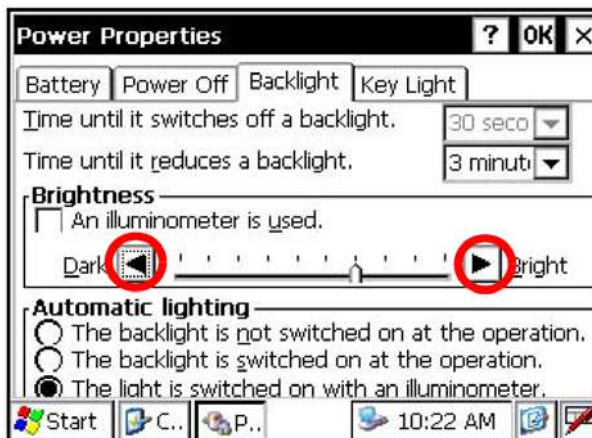 Power Properties ? OK ×
Battery Power Off Backlight Key Light
Time until it switches off a backlight. 30 seco
Time until it reduces a backlight. 3 minut
Brightness
An illuminometer is used.
Dark Bright
Automatic lighting
The backlight is not switched on at the operation.
The backlight is switched on at the operation.
The light is switched on with an illuminometer.
Start C.. P.. 10:22 AM